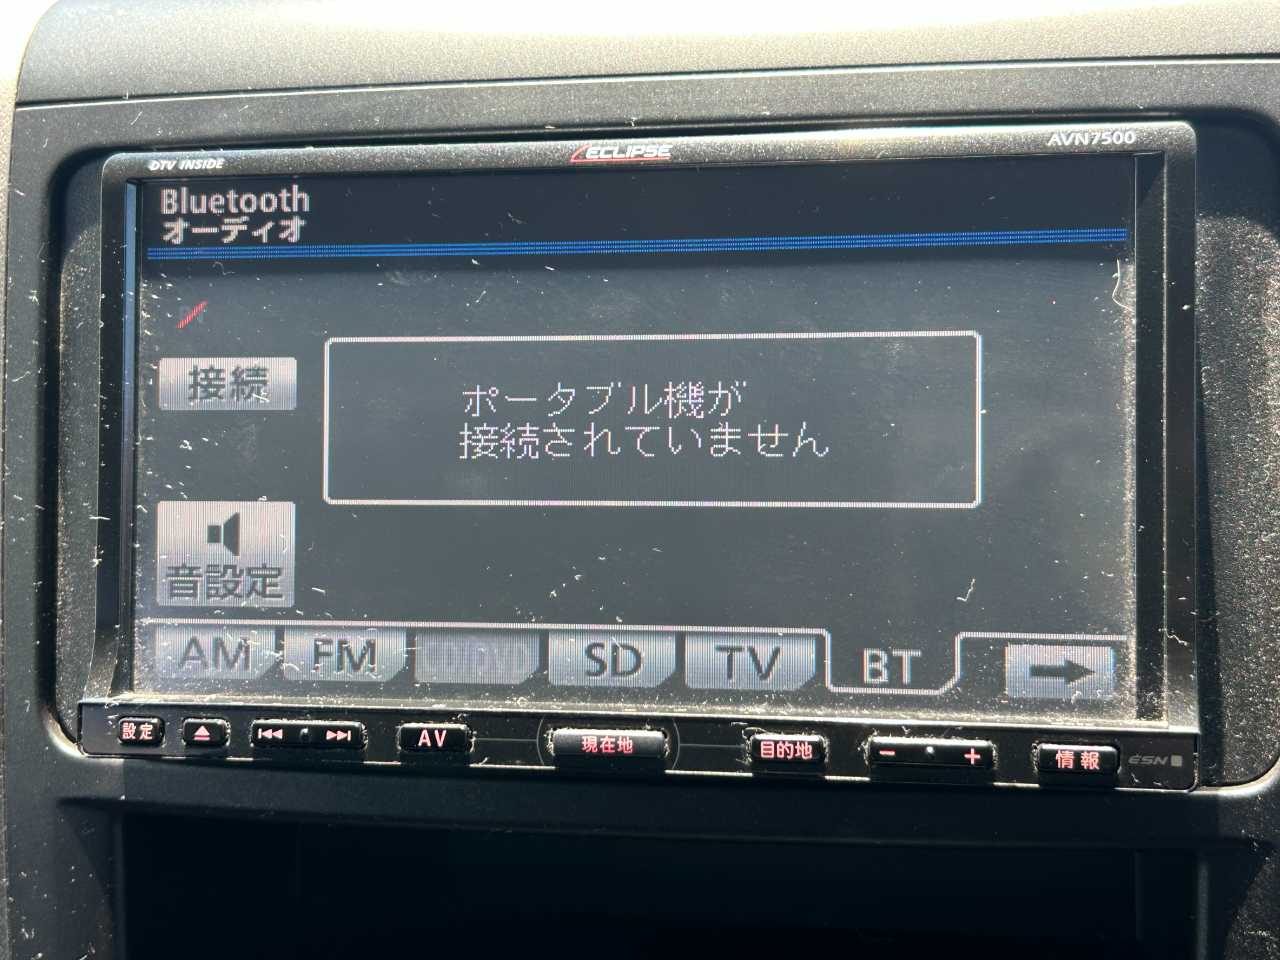 DTV INSIDE
ECLIPSE
AVN7500
Bluetooth
オーディオ
接続
ポータブル機が
接続されていません
音設定
AM FM CD/DVD SD TV BT
設定 AV 現在地 目的地 － ＋ 情報 ESN